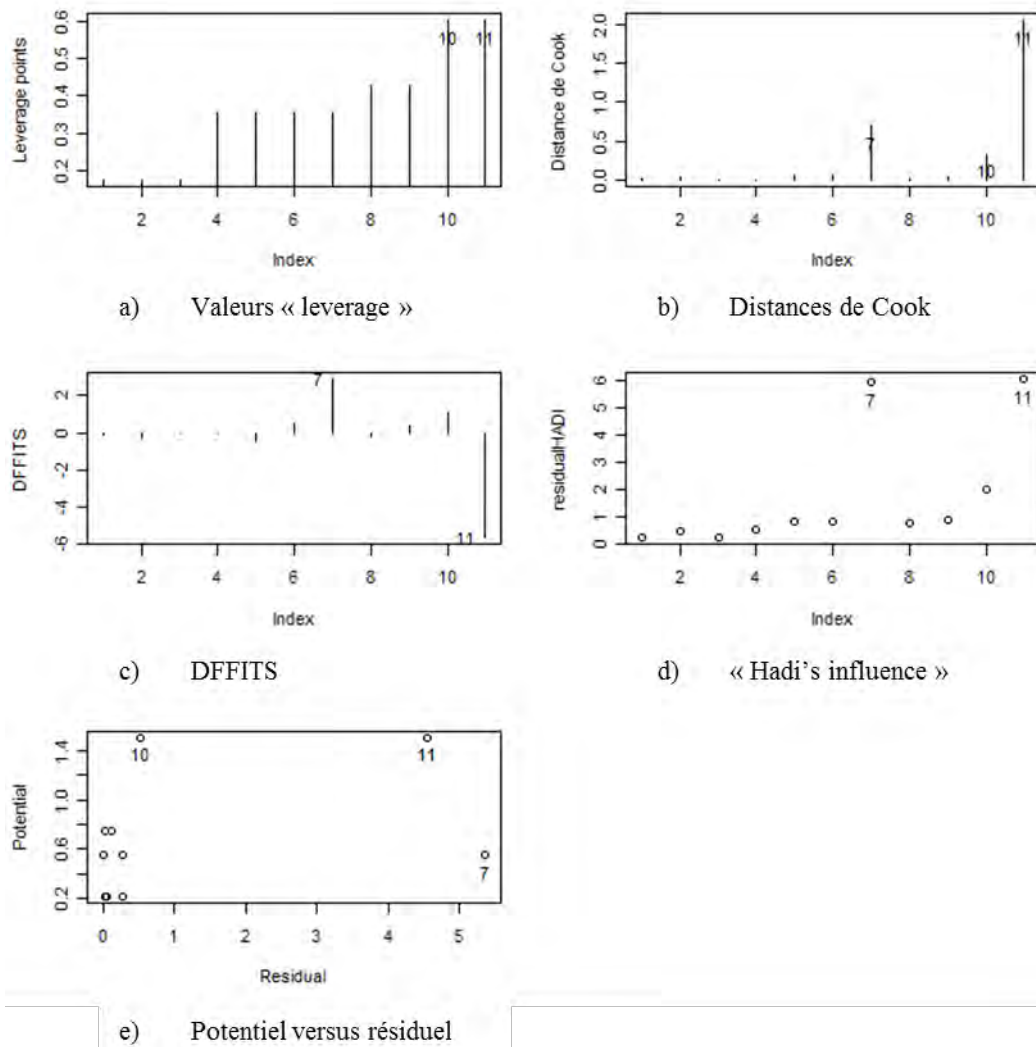 Leverage points
0.2 0.3 0.4 0.5 0.6
10 11
2 4 6 8 10
Index
a) Valeurs « leverage »
Distance de Cook
0.0 0.5 1.0 1.5 2.0
7
10
11
2 4 6 8 10
Index
b) Distances de Cook
DFFITS
-6 -4 -2 0 2
7
11
2 4 6 8 10
Index
c) DFFITS
residualHADI
0 1 2 3 4 5 6
7
11
2 4 6 8 10
Index
d) « Hadi’s influence »
Potential
0.2 0.6 1.0 1.4
10
11
7
0 1 2 3 4 5
Residual
e) Potentiel versus résiduel